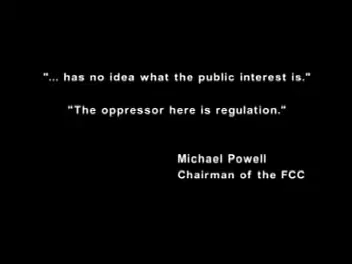 "... has no idea what the public interest is."
"The oppressor here is regulation."
Michael Powell
Chairman of the FCC